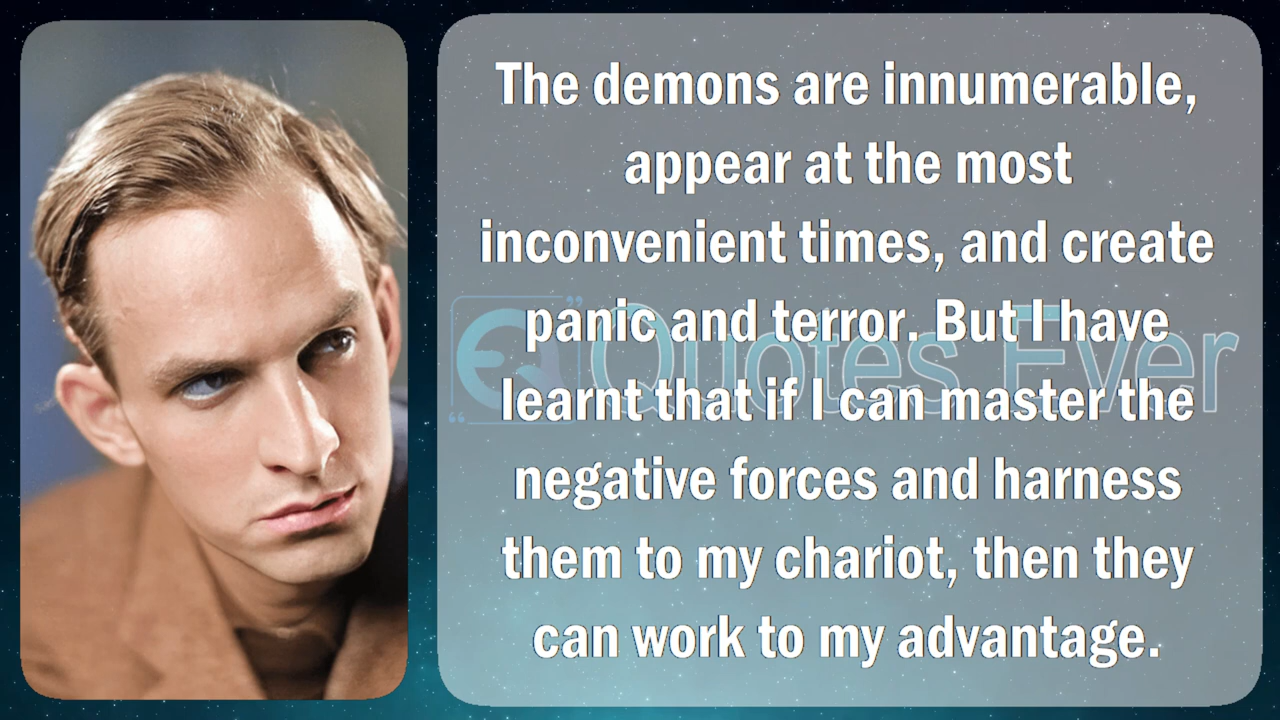 The demons are innumerable,
appear at the most
inconvenient times, and create
panic and terror. But I have
learnt that if I can master the
negative forces and harness
them to my chariot, then they
can work to my advantage.
EQ Quotes Ever